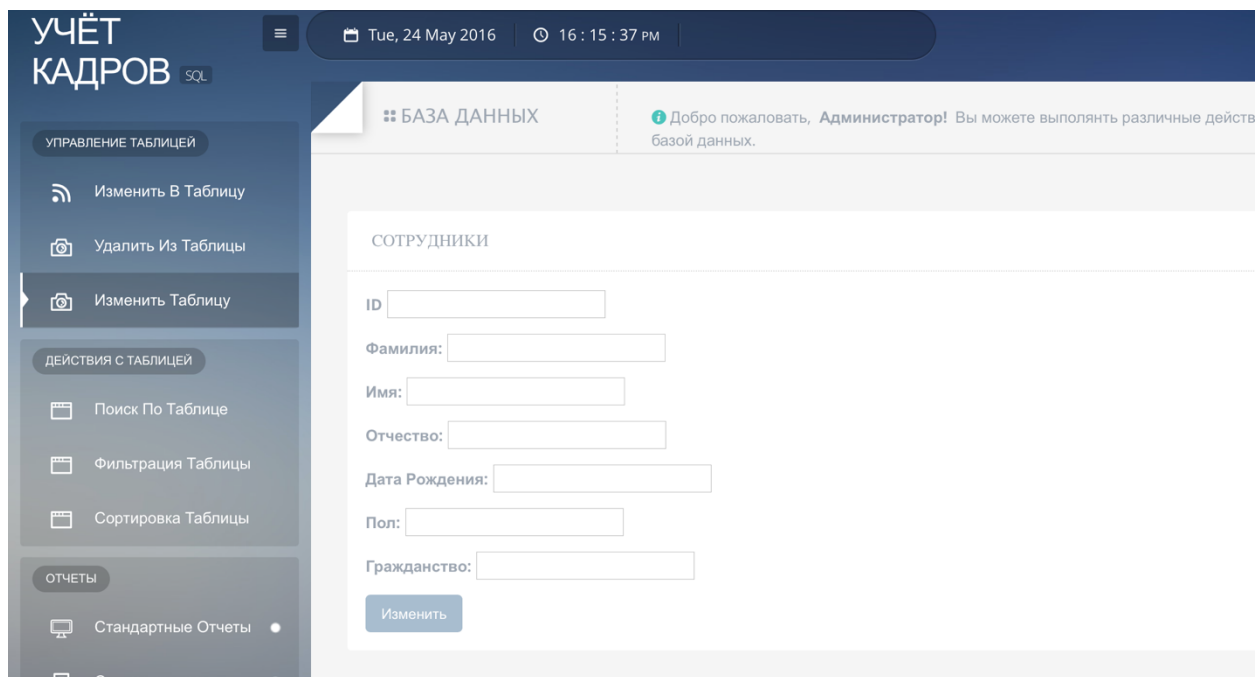 УЧЁТ
КАДРОВ SQL
Tue, 24 May 2016 16 : 15 : 37 PM
УПРАВЛЕНИЕ ТАБЛИЦЕЙ
Изменить В Таблицу
Удалить Из Таблицы
Изменить Таблицу
ДЕЙСТВИЯ С ТАБЛИЦЕЙ
Поиск По Таблице
Фильтрация Таблицы
Сортировка Таблицы
ОТЧЕТЫ
Стандартные Отчеты
БАЗА ДАННЫХ
Добро пожаловать, Администратор! Вы можете выполянть различные действ
базой данных.
СОТРУДНИКИ
ID
Фамилия:
Имя:
Отчество:
Дата Рождения:
Пол:
Гражданство:
Изменить